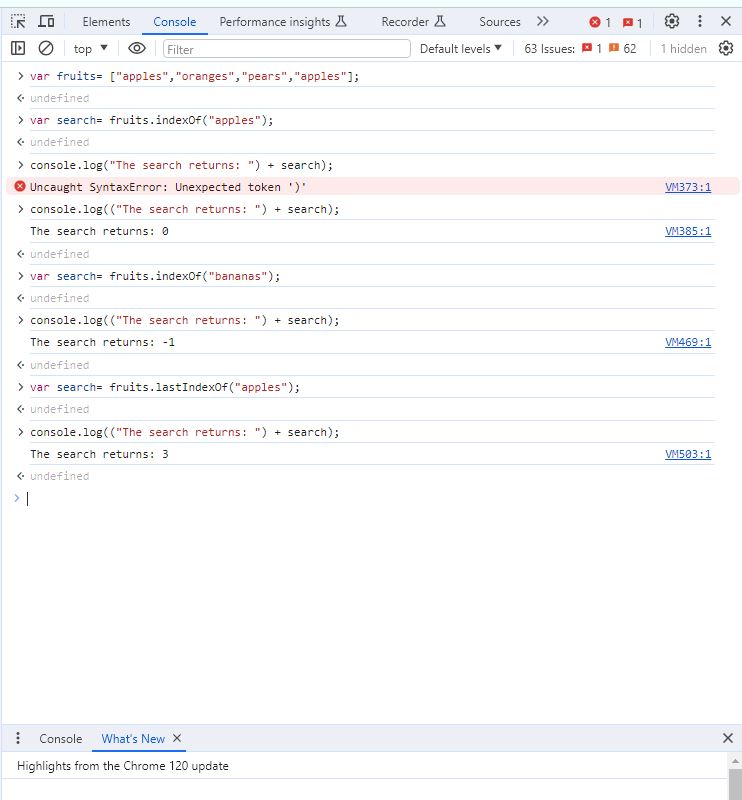 Elements Console Performance insights Recorder Sources 1 1
top Filter Default levels 63 Issues: 1 62 1 hidden
> var fruits= ["apples","oranges","pears","apples"];
undefined
> var search= fruits.indexOf("apples");
undefined
> console.log("The search returns: ") + search);
Uncaught SyntaxError: Unexpected token ')' VM373:1
> console.log(("The search returns: ") + search);
The search returns: 0 VM385:1
undefined
> var search= fruits.indexOf("bananas");
undefined
> console.log(("The search returns: ") + search);
The search returns: -1 VM469:1
undefined
> var search= fruits.lastIndexOf("apples");
undefined
> console.log(("The search returns: ") + search);
The search returns: 3 VM503:1
undefined
>
Console What's New
Highlights from the Chrome 120 update